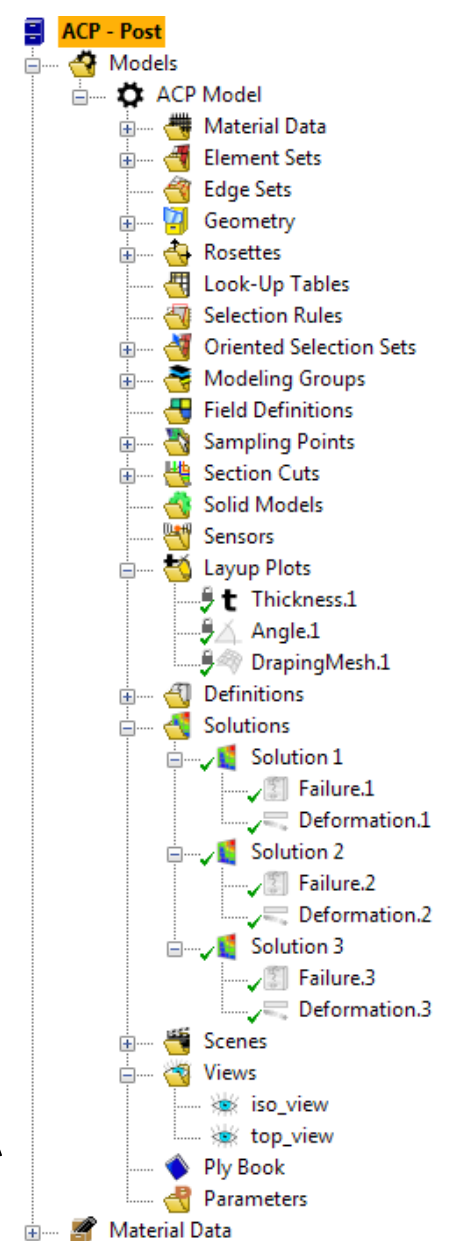 ACP - Post
Models
ACP Model
Material Data
Element Sets
Edge Sets
Geometry
Rosettes
Look-Up Tables
Selection Rules
Oriented Selection Sets
Modeling Groups
Field Definitions
Sampling Points
Section Cuts
Solid Models
Sensors
Layup Plots
t Thickness.1
Angle.1
DrapingMesh.1
Definitions
Solutions
Solution 1
Failure.1
Deformation.1
Solution 2
Failure.2
Deformation.2
Solution 3
Failure.3
Deformation.3
Scenes
Views
iso_view
top_view
Ply Book
Parameters
Material Data